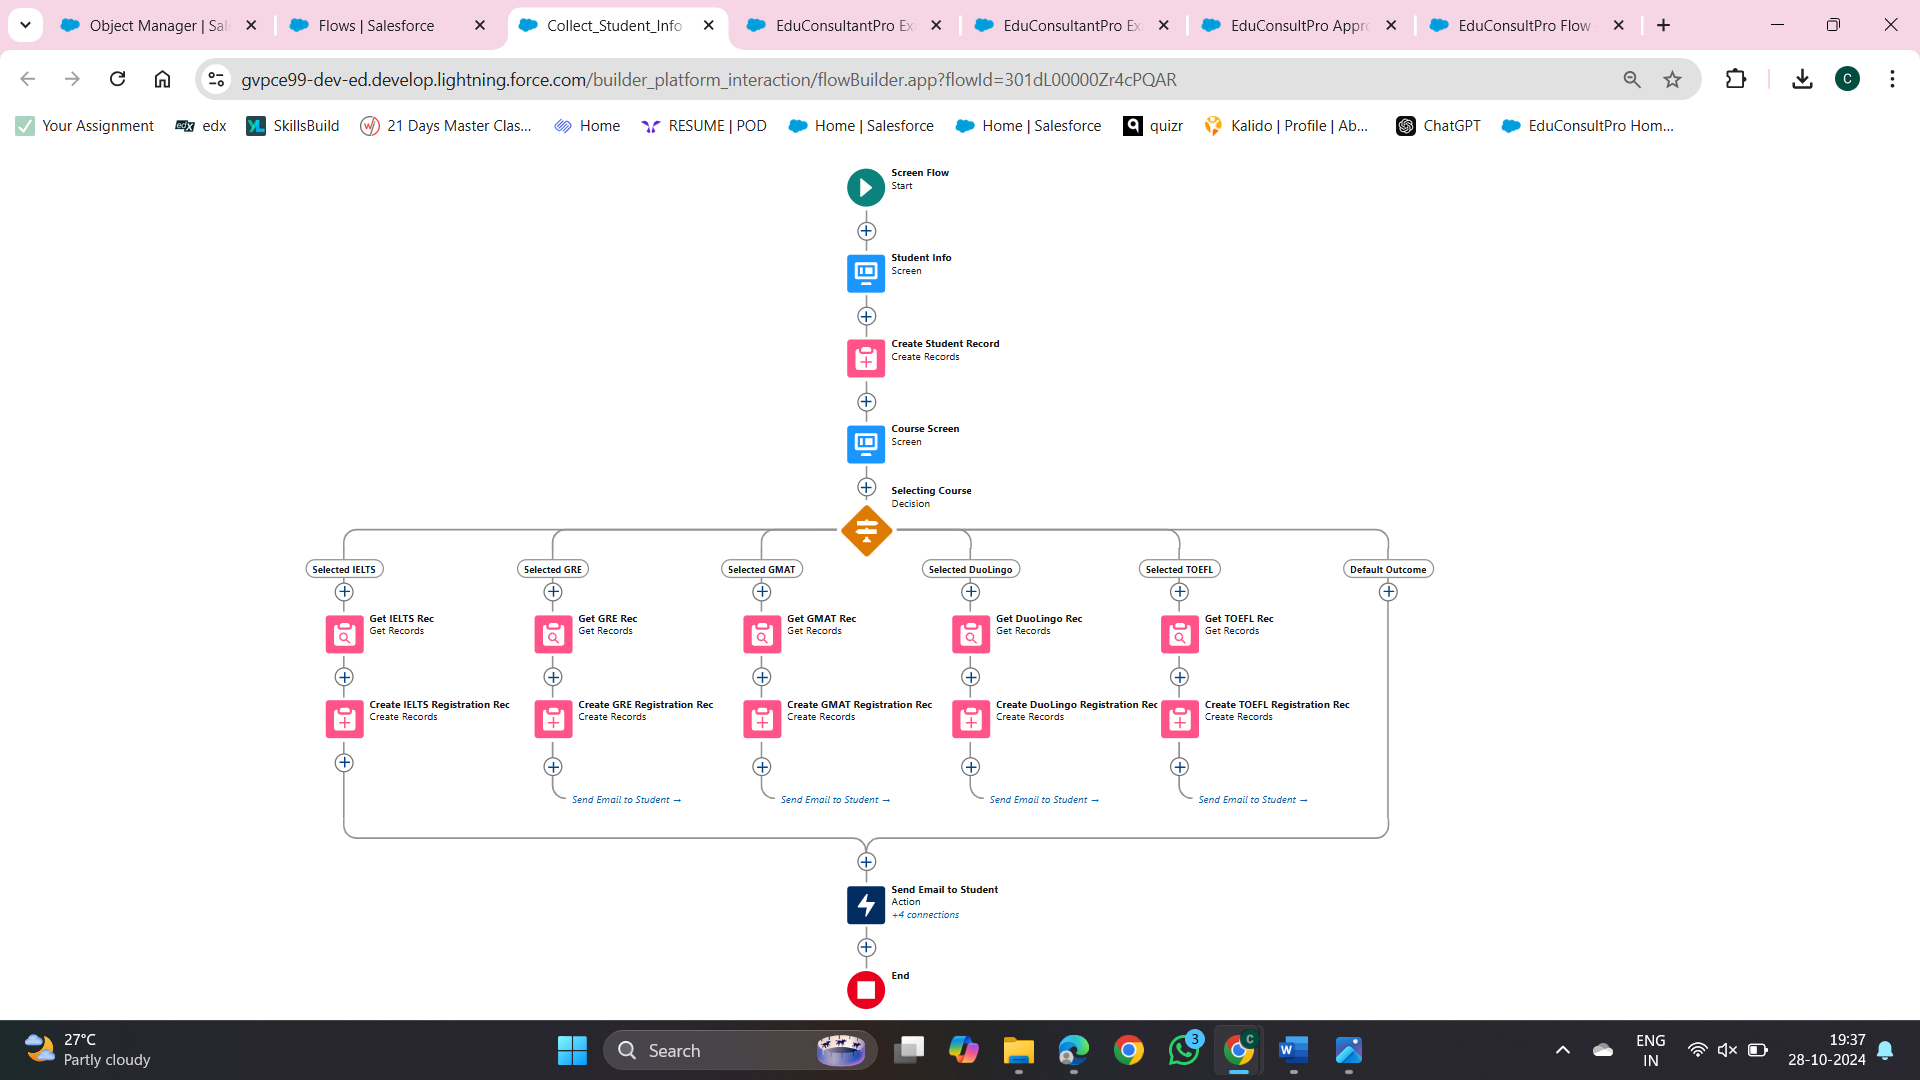 Object Manager | Sal
Flows | Salesforce
Collect_Student_Info
EduConsultantPro Ex
EduConsultantPro Ex
EduConsultPro Appro
EduConsultPro Flow
gvpce99-dev-ed.develop.lightning.force.com/builder_platform_interaction/flowBuilder.app?flowId=301dL00000Zr4cPQAR
C
Your Assignment
edx
SkillsBuild
21 Days Master Clas...
Home
RESUME | POD
Home | Salesforce
Home | Salesforce
quizr
Kalido | Profile | Ab...
ChatGPT
EduConsultPro Hom...
Screen Flow
Start
Student Info
Screen
Create Student Record
Create Records
Course Screen
Screen
Selecting Course
Decision
Selected IELTS
Selected GRE
Selected GMAT
Selected DuoLingo
Selected TOEFL
Default Outcome
Get IELTS Rec
Get Records
Get GRE Rec
Get Records
Get GMAT Rec
Get Records
Get DuoLingo Rec
Get Records
Get TOEFL Rec
Get Records
Create IELTS Registration Rec
Create Records
Create GRE Registration Rec
Create Records
Create GMAT Registration Rec
Create Records
Create DuoLingo Registration Rec
Create Records
Create TOEFL Registration Rec
Create Records
Send Email to Student →
Send Email to Student →
Send Email to Student →
Send Email to Student →
Send Email to Student
Action
+4 connections
End
27°C
Partly cloudy
Search
3
C
W
ENG
IN
19:37
28-10-2024